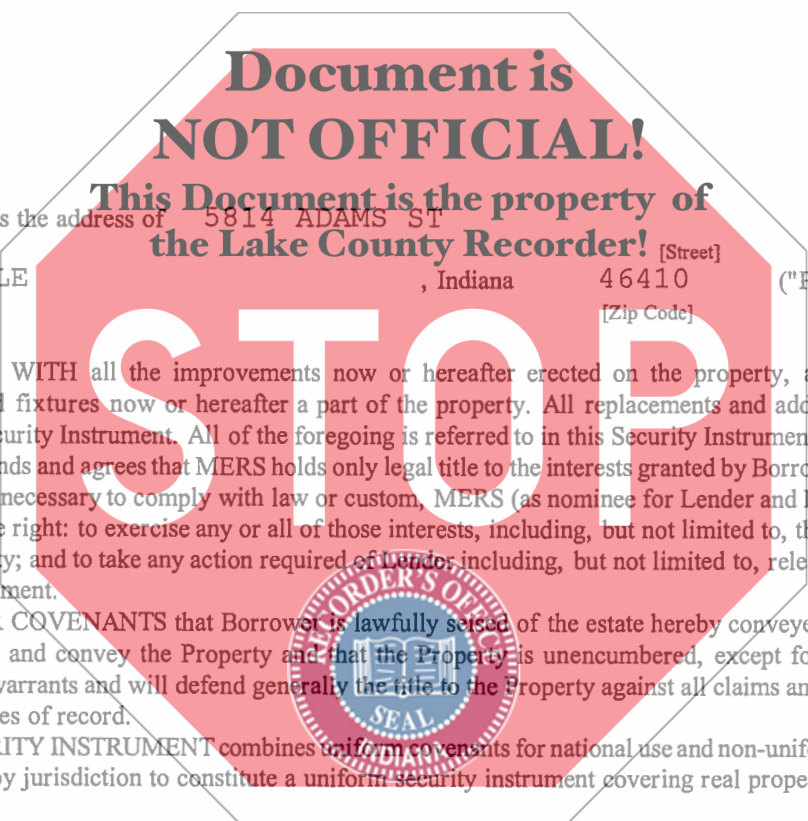 Document is
NOT OFFICIAL!
This Document is the property of
s the address of 5814 ADAMS ST
the Lake County Recorder! [Street]
LE , Indiana 46410 ("P
[Zip Code]
STOP
WITH all the improvements now or hereafter erected on the property, a
l fixtures now or hereafter a part of the property. All replacements and add
curity Instrument. All of the foregoing is referred to in this Security Instrumen
nds and agrees that MERS holds only legal title to the interests granted by Borro
necessary to comply with law or custom, MERS (as nominee for Lender and
e right: to exercise any or all of those interests, including, but not limited to, th
ty; and to take any action required of Lender including, but not limited to, rele
ment.
R COVENANTS that Borrower is lawfully seised of the estate hereby conveye
and convey the Property and that the Property is unencumbered, except fo
warrants and will defend generally the title to the Property against all claims an
es of record.
RITY INSTRUMENT combines uniform covenants for national use and non-unif
by jurisdiction to constitute a uniform security instrument covering real prope
RECORDER'S OFFICE
SEAL
INDIANA